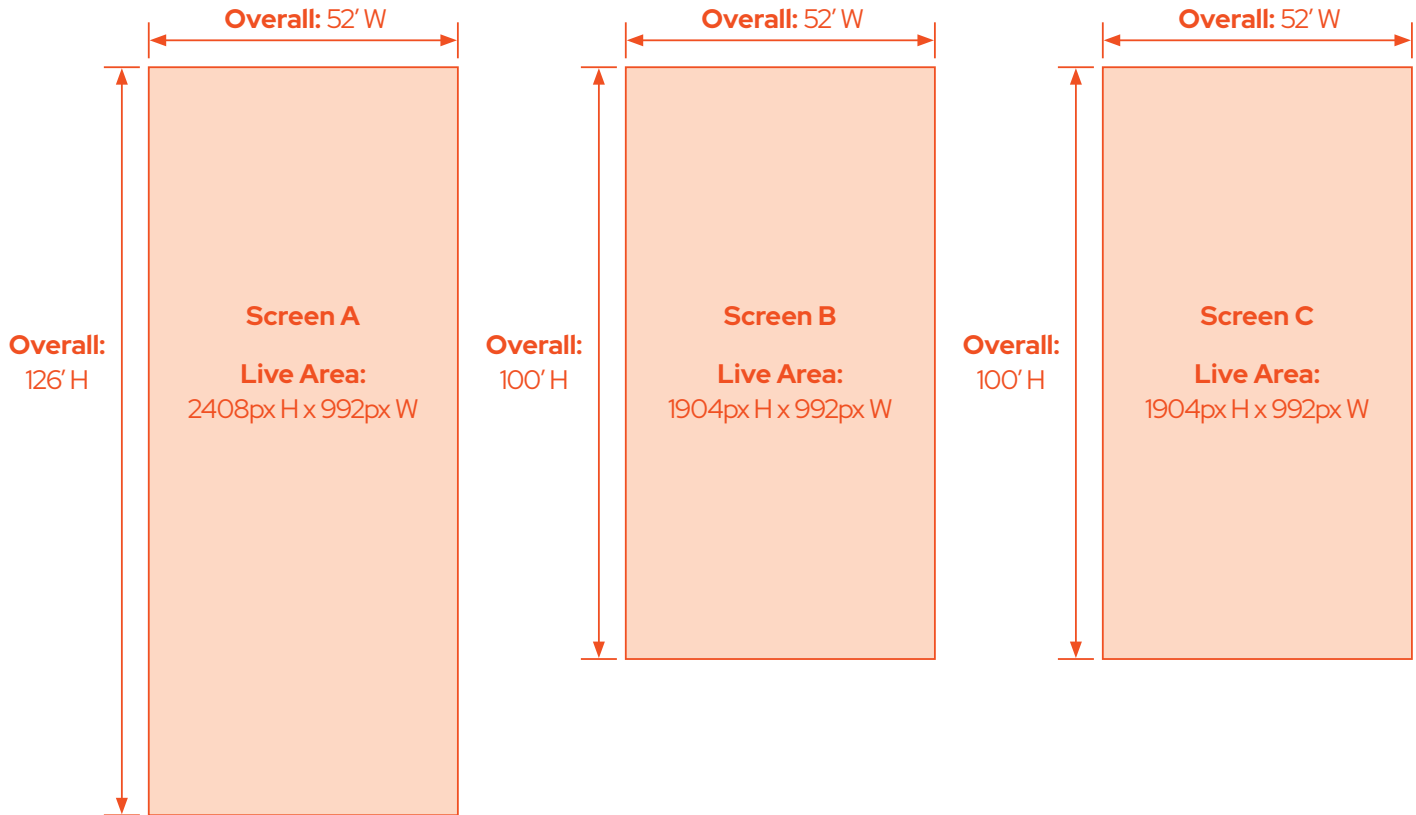 Overall: 52′ W
Overall: 52′ W
Overall: 52′ W
Screen A
Live Area:
2408px H x 992px W
Overall:
126′ H
Screen B
Live Area:
1904px H x 992px W
Overall:
100′ H
Screen C
Live Area:
1904px H x 992px W
Overall:
100′ H